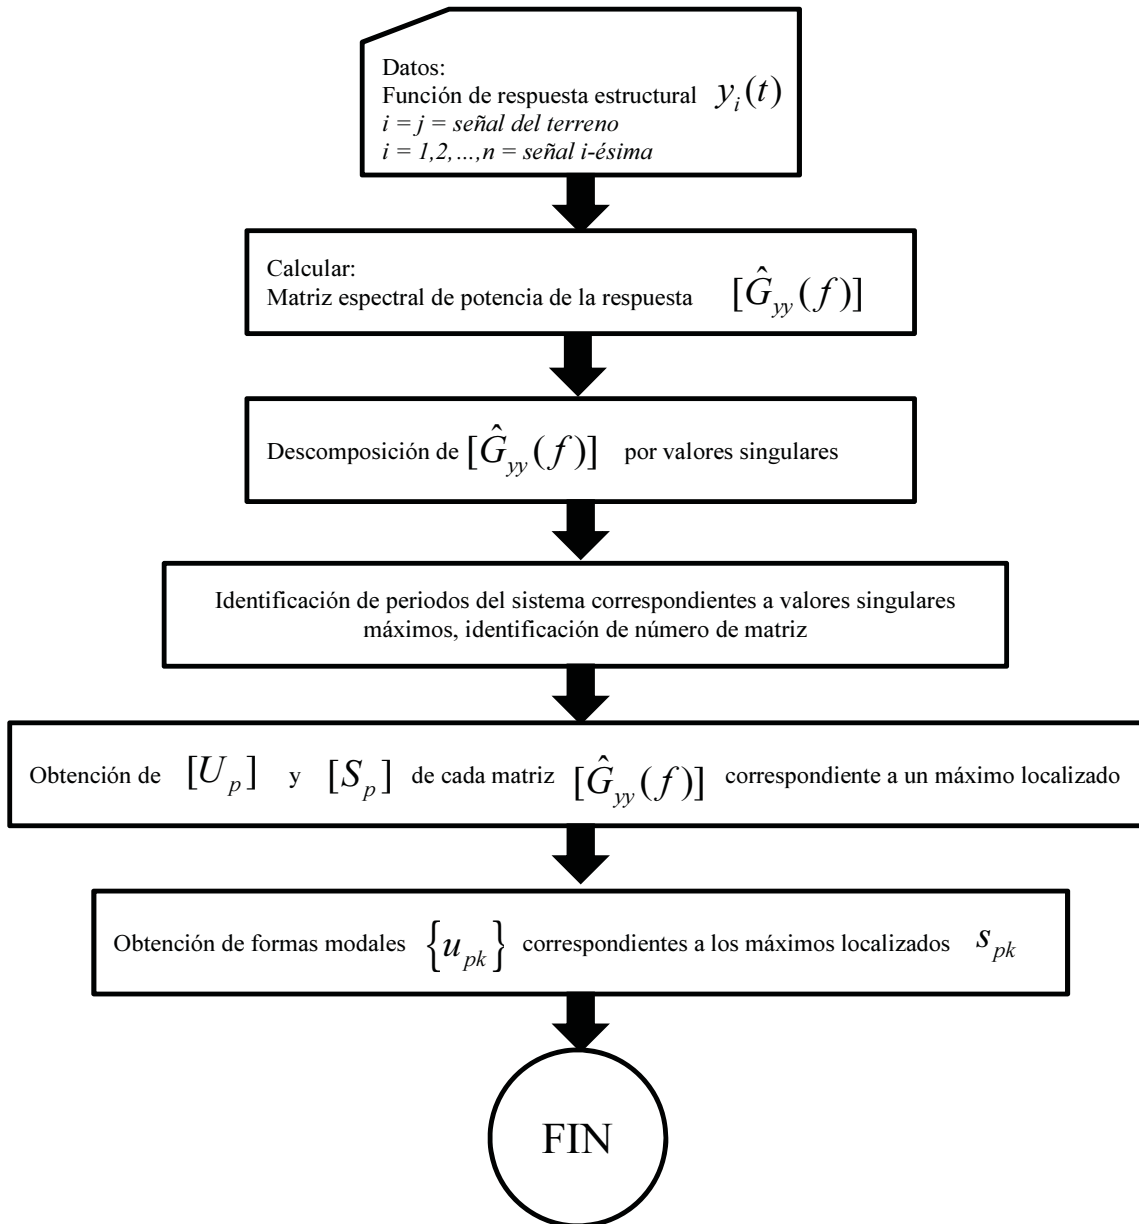 Datos:
Función de respuesta estructural y_i(t)
i = j = señal del terreno
i = 1,2,...,n = señal i-ésima
Calcular:
Matriz espectral de potencia de la respuesta [Ĝ_yy(f)]
Descomposición de [Ĝ_yy(f)] por valores singulares
Identificación de periodos del sistema correspondientes a valores singulares
máximos, identificación de número de matriz
Obtención de [U_p] y [S_p] de cada matriz [Ĝ_yy(f)] correspondiente a un máximo localizado
Obtención de formas modales {u_pk} correspondientes a los máximos localizados s_pk
FIN